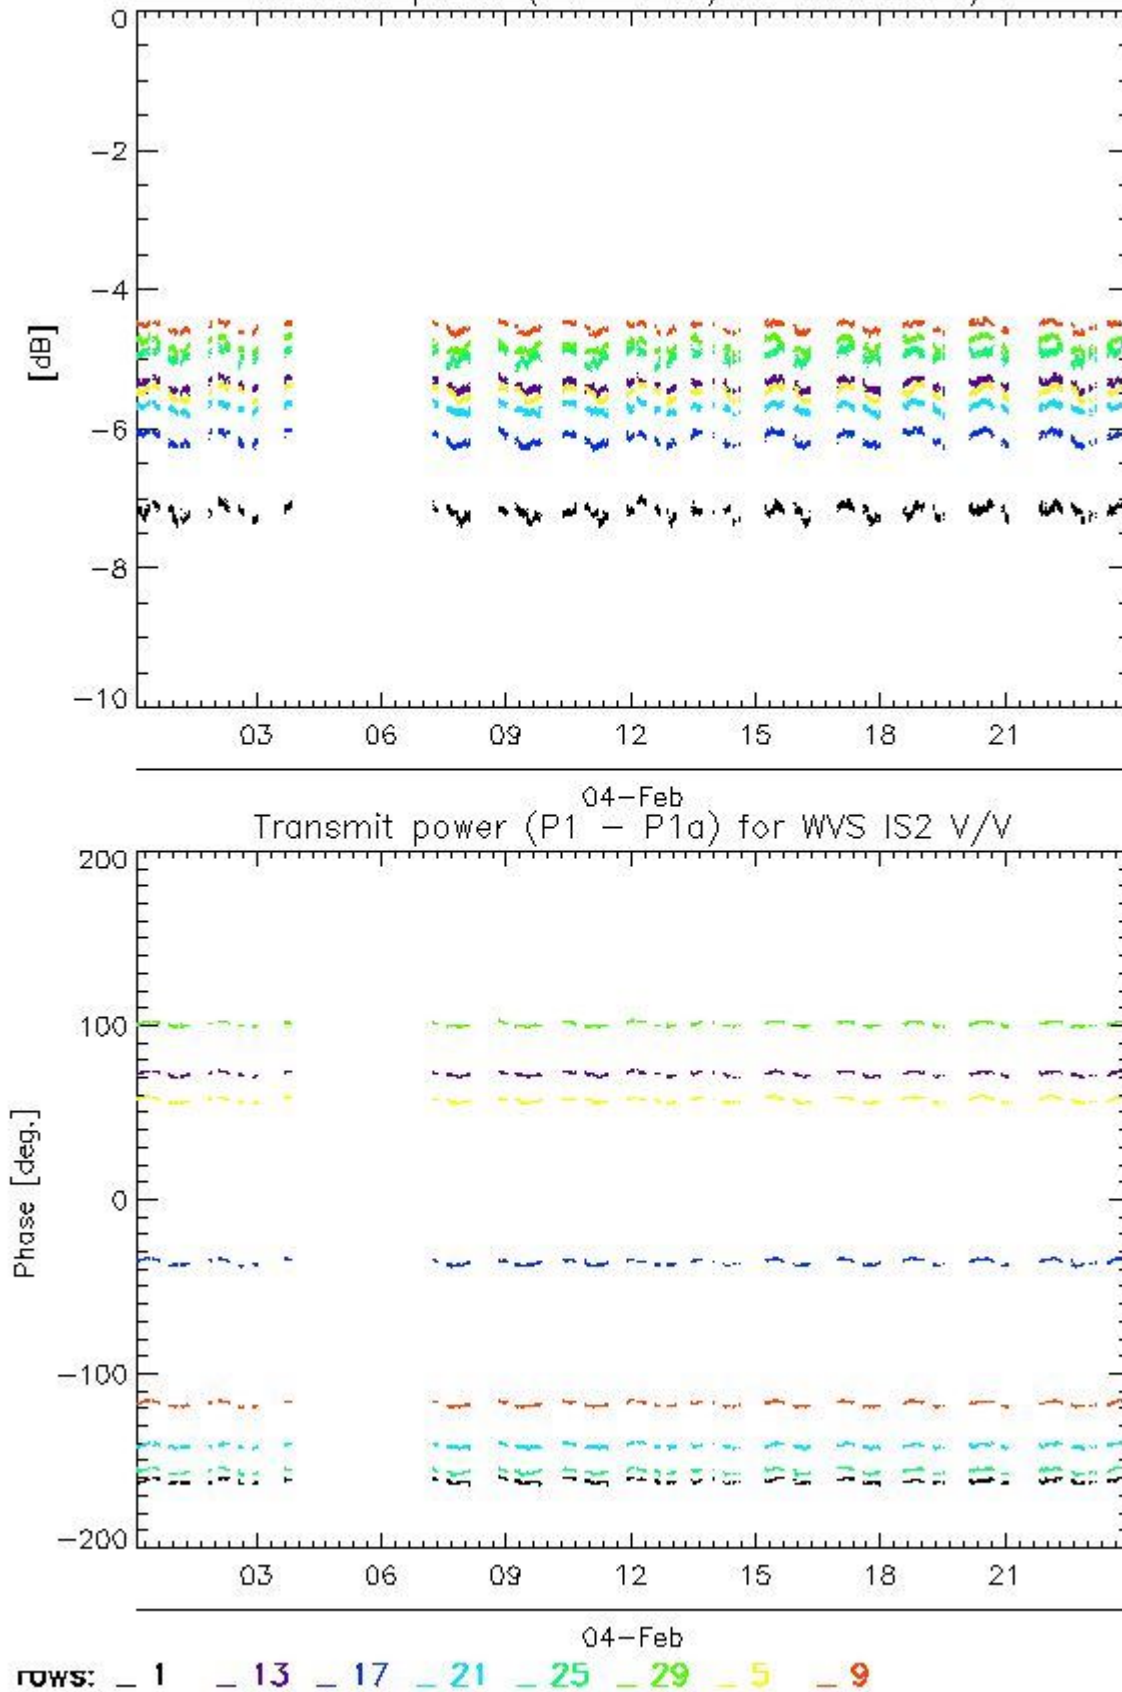 0
-2
-4
[dB]
-6
-8
-10
03 06 09 12 15 18 21
04-Feb
Transmit power (P1 - P1a) for WVS IS2 V/V
200
100
0
Phase [deg.]
-100
-200
03 06 09 12 15 18 21
04-Feb
rows: _ 1 _ 13 _ 17 _ 21 _ 25 _ 29 _ 5 _ 9